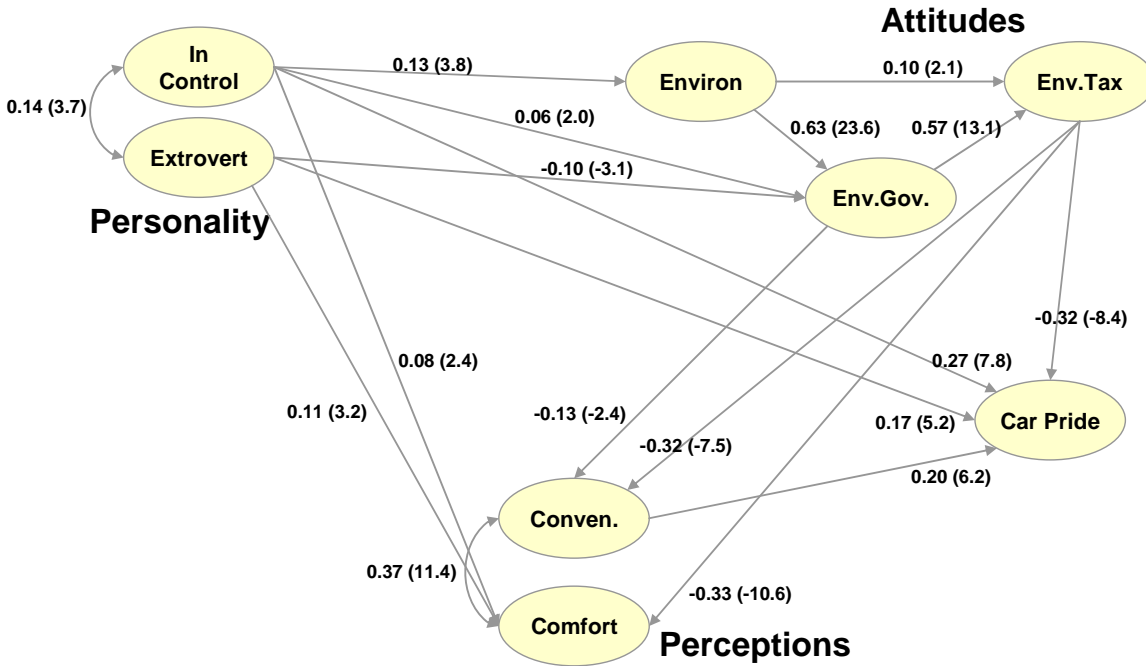 Attitudes
In
Control
0.13 (3.8)
Environ
0.10 (2.1)
Env.Tax
0.14 (3.7)
0.06 (2.0)
0.63 (23.6)
0.57 (13.1)
Extrovert
-0.10 (-3.1)
Env.Gov.
Personality
-0.32 (-8.4)
0.08 (2.4)
0.27 (7.8)
0.11 (3.2)
-0.13 (-2.4)
0.17 (5.2)
Car Pride
-0.32 (-7.5)
0.20 (6.2)
Conven.
0.37 (11.4)
-0.33 (-10.6)
Comfort
Perceptions